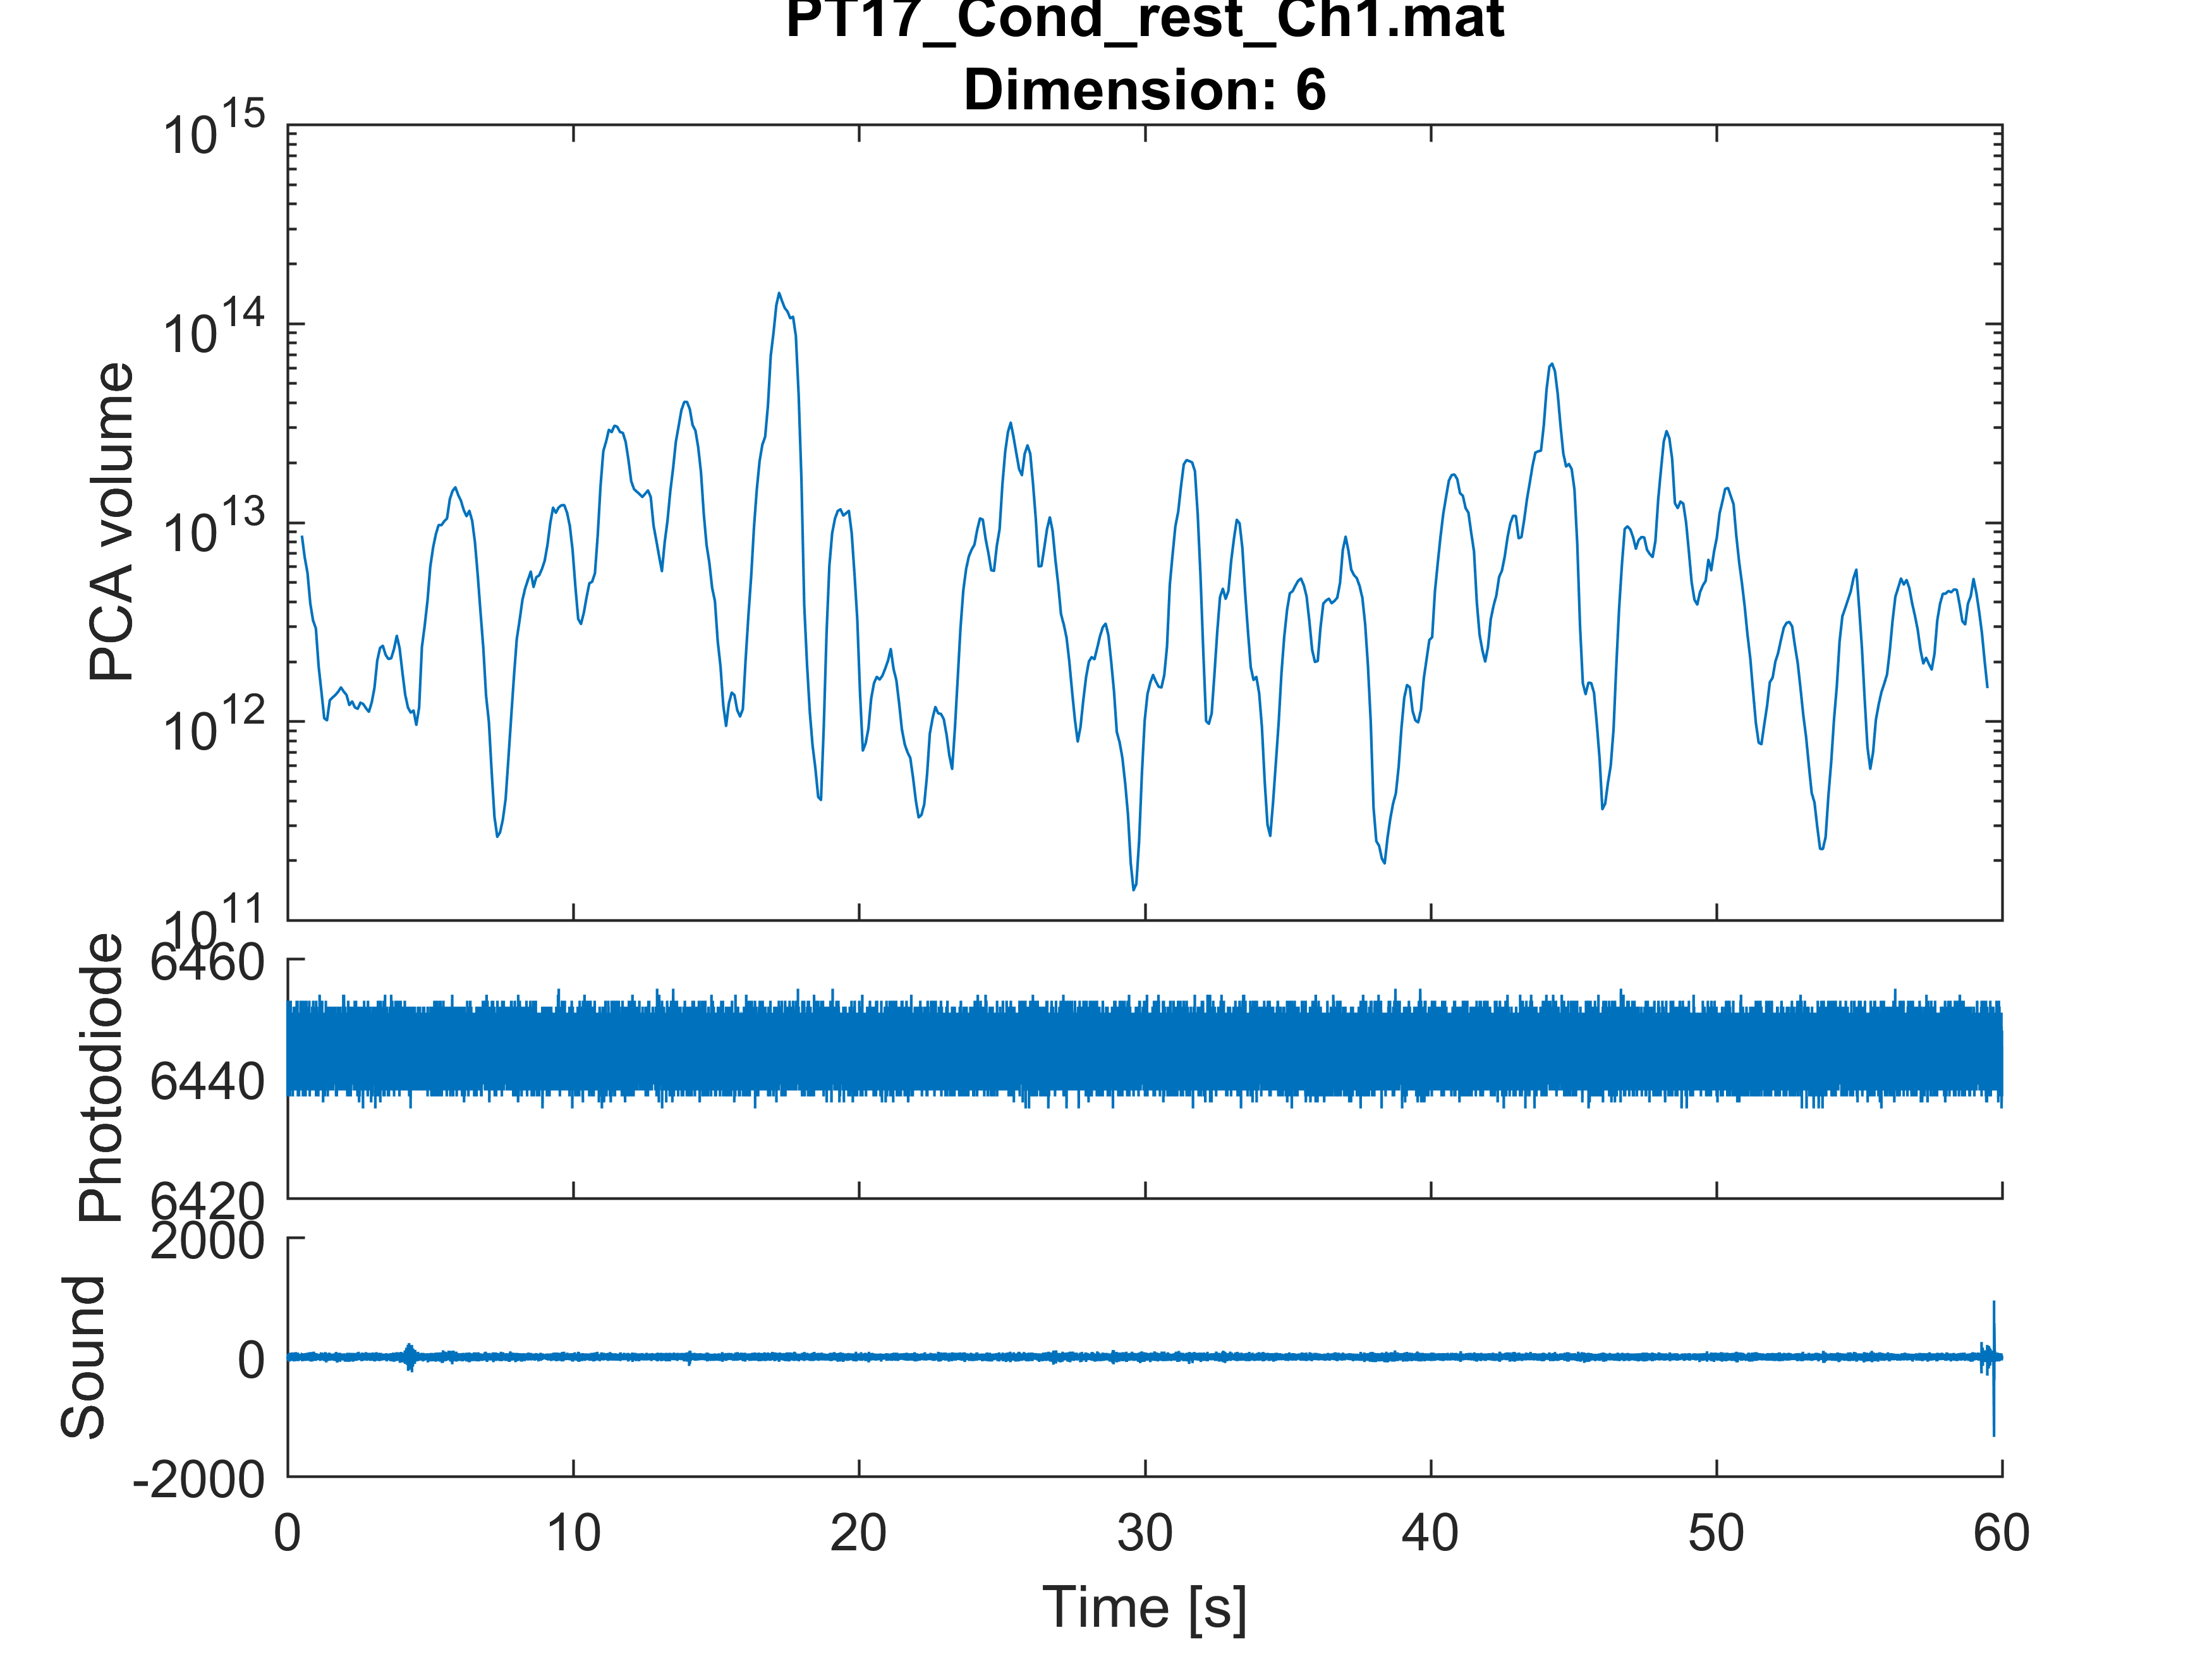 PT17_Cond_rest_Ch1.mat
Dimension: 6
10^15
10^14
10^13
10^12
10^11
PCA volume
6460
6440
6420
Photodiode
2000
0
-2000
Sound
0 10 20 30 40 50 60
Time [s]